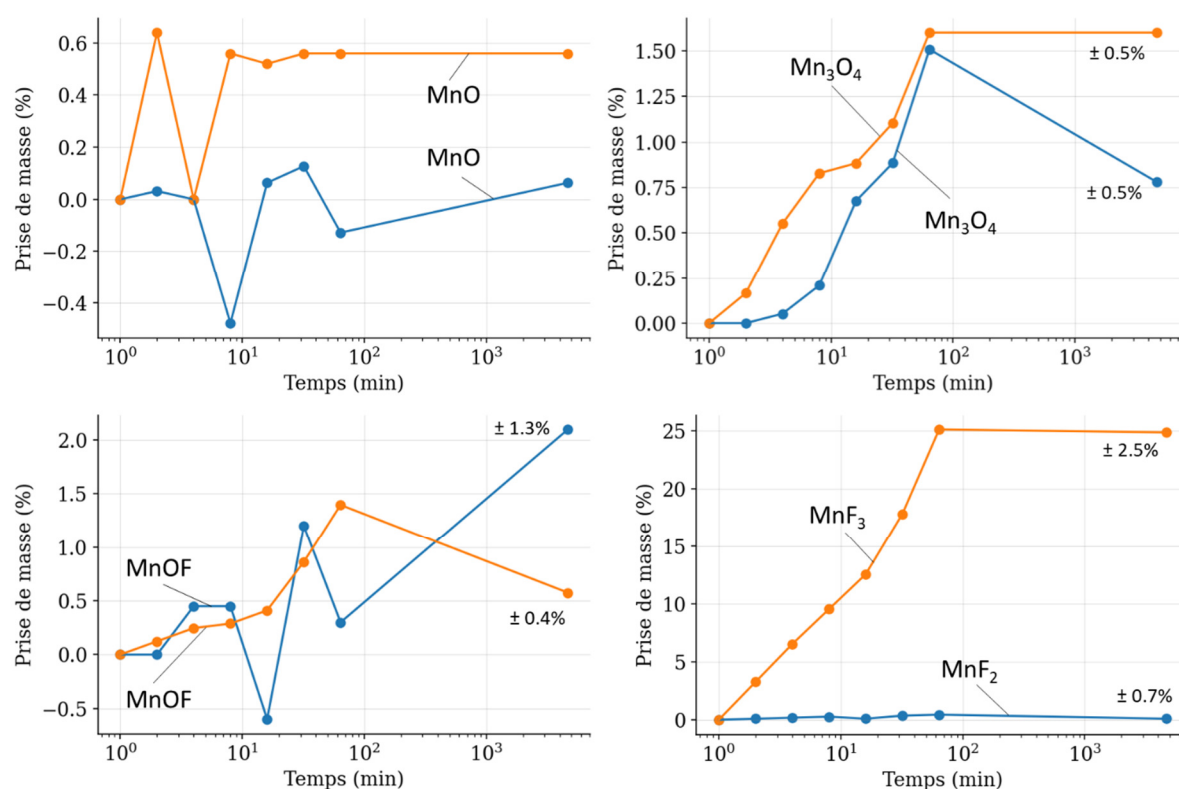 0.6
0.4
0.2
0.0
−0.2
−0.4
Prise de masse (%)
MnO
MnO
10⁰
10¹
10²
10³
Temps (min)
1.50
1.25
1.00
0.75
0.50
0.25
0.00
Prise de masse (%)
Mn₃O₄
Mn₃O₄
± 0.5%
± 0.5%
10⁰
10¹
10²
10³
Temps (min)
2.0
1.5
1.0
0.5
0.0
−0.5
Prise de masse (%)
MnOF
MnOF
± 1.3%
± 0.4%
10⁰
10¹
10²
10³
Temps (min)
25
20
15
10
5
0
Prise de masse (%)
MnF₃
MnF₂
± 2.5%
± 0.7%
10⁰
10¹
10²
10³
Temps (min)